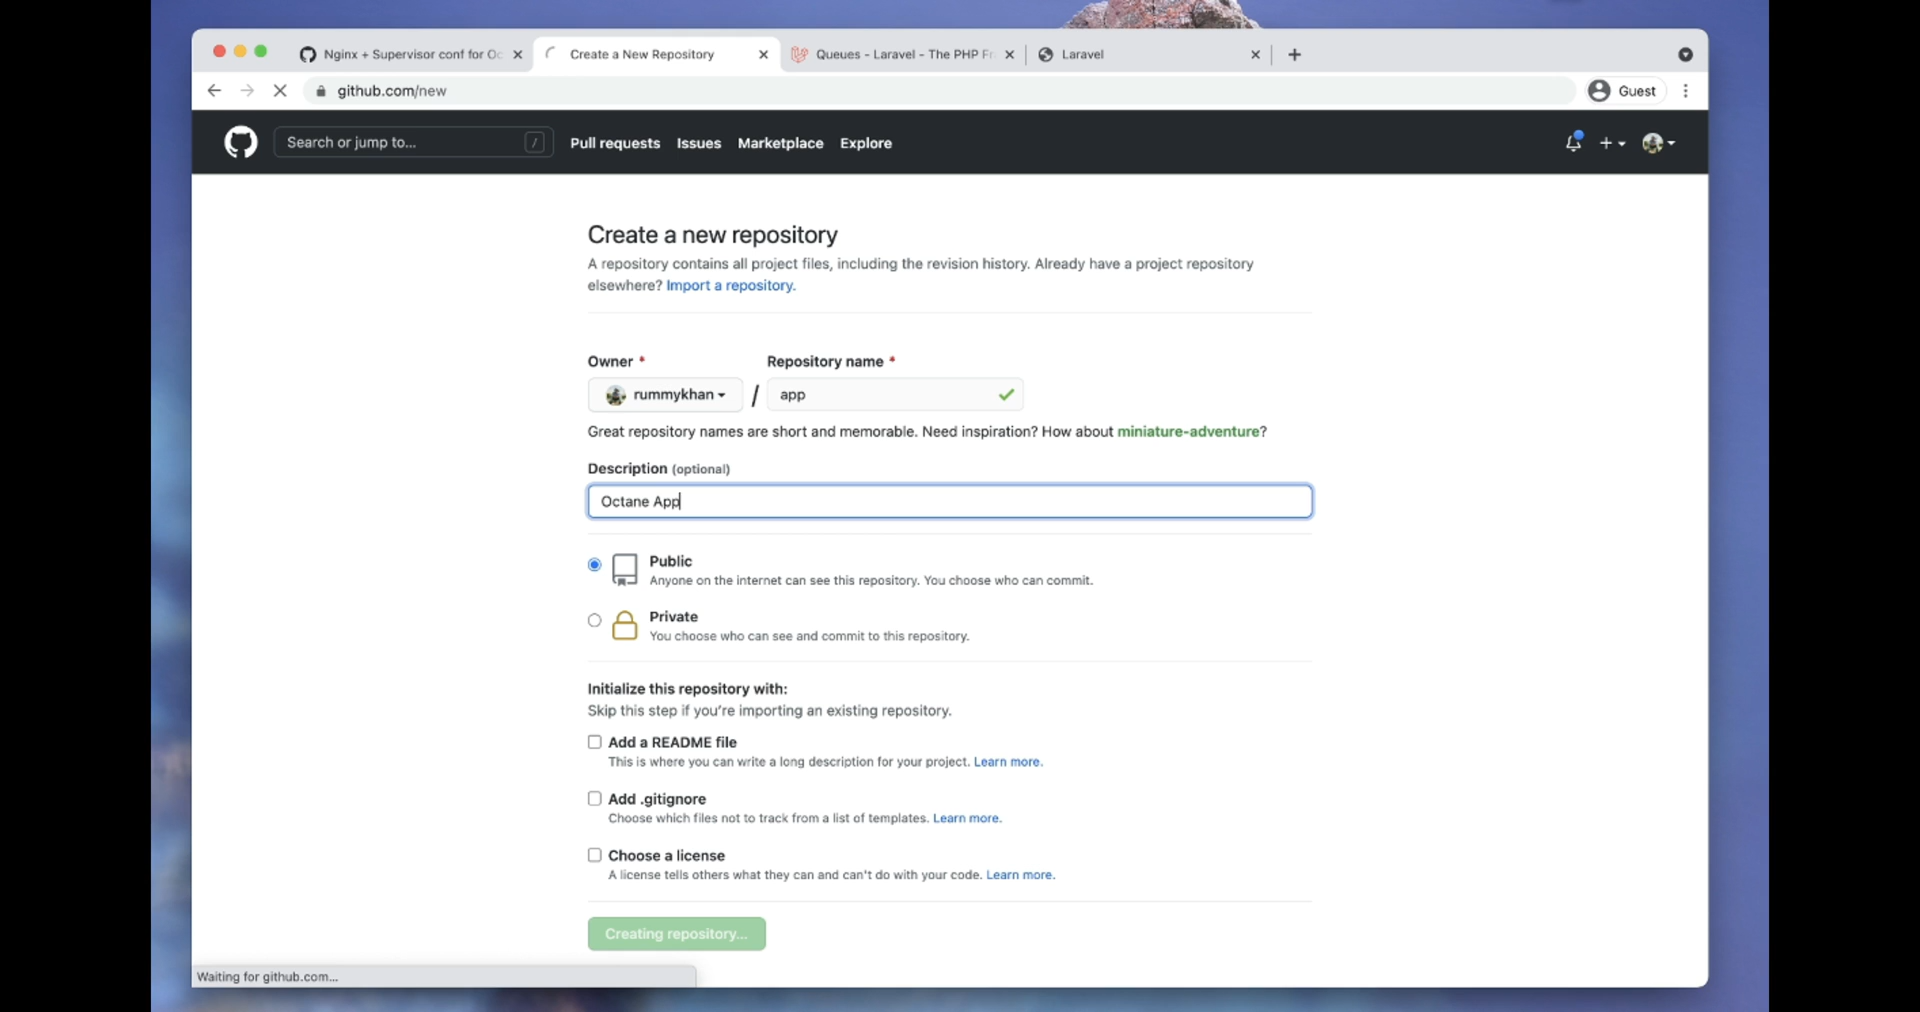 Nginx + Supervisor conf for Oc
Create a New Repository
Queues - Laravel - The PHP Fr
Laravel
github.com/new
Guest
Search or jump to...
/
Pull requests
Issues
Marketplace
Explore
Create a new repository
A repository contains all project files, including the revision history. Already have a project repository
elsewhere? Import a repository.
Owner *
Repository name *
rummykhan
/
app
Great repository names are short and memorable. Need inspiration? How about miniature-adventure?
Description (optional)
Octane App
Public
Anyone on the internet can see this repository. You choose who can commit.
Private
You choose who can see and commit to this repository.
Initialize this repository with:
Skip this step if you’re importing an existing repository.
Add a README file
This is where you can write a long description for your project. Learn more.
Add .gitignore
Choose which files not to track from a list of templates. Learn more.
Choose a license
A license tells others what they can and can't do with your code. Learn more.
Creating repository...
Waiting for github.com...